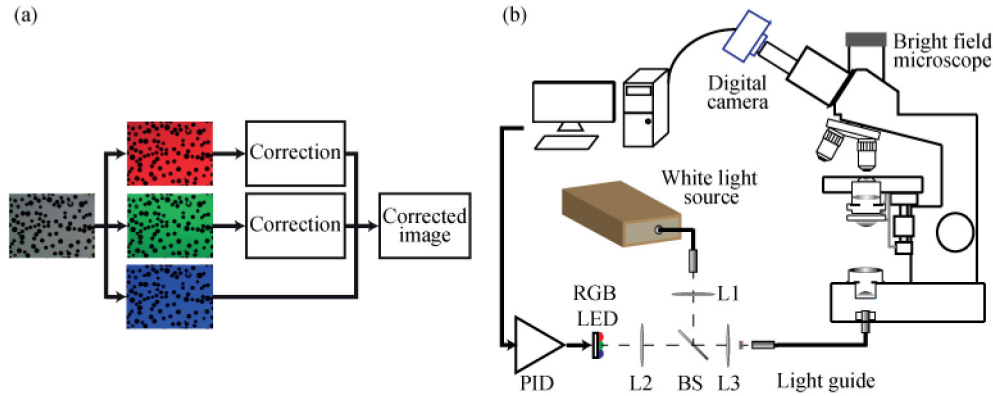 (a)
Correction
Correction
Corrected
image
(b)
Bright field
microscope
Digital
camera
White light
source
L1
RGB
LED
PID
L2
BS
L3
Light guide